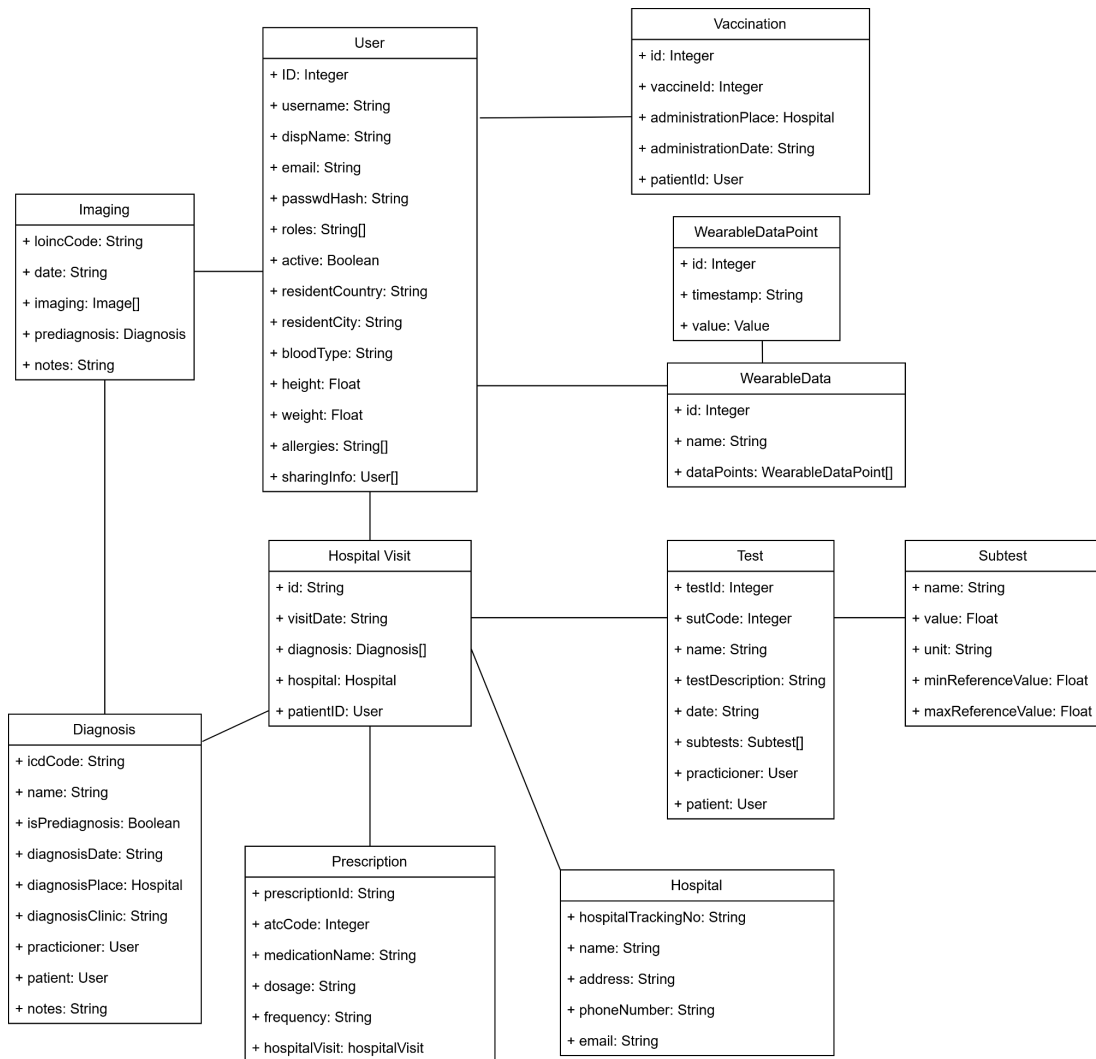 User
+ ID: Integer
+ username: String
+ dispName: String
+ email: String
+ passwdHash: String
+ roles: String[]
+ active: Boolean
+ residentCountry: String
+ residentCity: String
+ bloodType: String
+ height: Float
+ weight: Float
+ allergies: String[]
+ sharingInfo: User[]
Vaccination
+ id: Integer
+ vaccineId: Integer
+ administrationPlace: Hospital
+ administrationDate: String
+ patientId: User
Imaging
+ loincCode: String
+ date: String
+ imaging: Image[]
+ prediagnosis: Diagnosis
+ notes: String
WearableDataPoint
+ id: Integer
+ timestamp: String
+ value: Value
WearableData
+ id: Integer
+ name: String
+ dataPoints: WearableDataPoint[]
Hospital Visit
+ id: String
+ visitDate: String
+ diagnosis: Diagnosis[]
+ hospital: Hospital
+ patientID: User
Test
+ testId: Integer
+ sutCode: Integer
+ name: String
+ testDescription: String
+ date: String
+ subtests: Subtest[]
+ practicioner: User
+ patient: User
Subtest
+ name: String
+ value: Float
+ unit: String
+ minReferenceValue: Float
+ maxReferenceValue: Float
Diagnosis
+ icdCode: String
+ name: String
+ isPrediagnosis: Boolean
+ diagnosisDate: String
+ diagnosisPlace: Hospital
+ diagnosisClinic: String
+ practicioner: User
+ patient: User
+ notes: String
Prescription
+ prescriptionId: String
+ atcCode: Integer
+ medicationName: String
+ dosage: String
+ frequency: String
+ hospitalVisit: hospitalVisit
Hospital
+ hospitalTrackingNo: String
+ name: String
+ address: String
+ phoneNumber: String
+ email: String